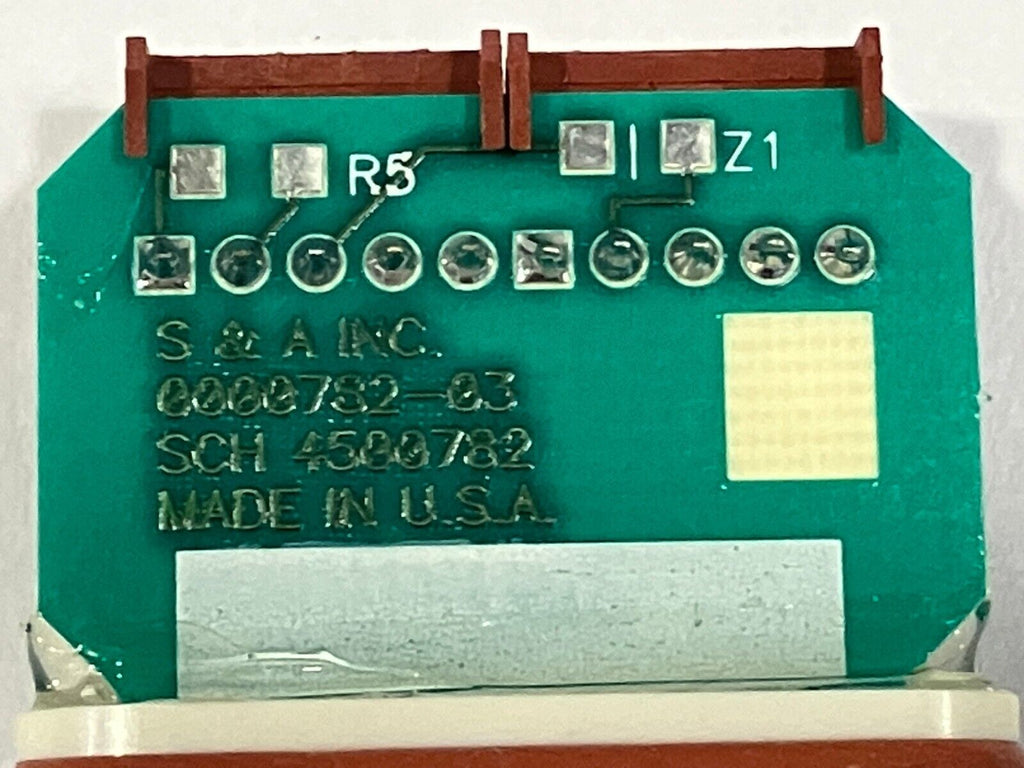 R5 | Z1
S & A INC.
0000782-03
SCH 4500782
MADE IN U.S.A.